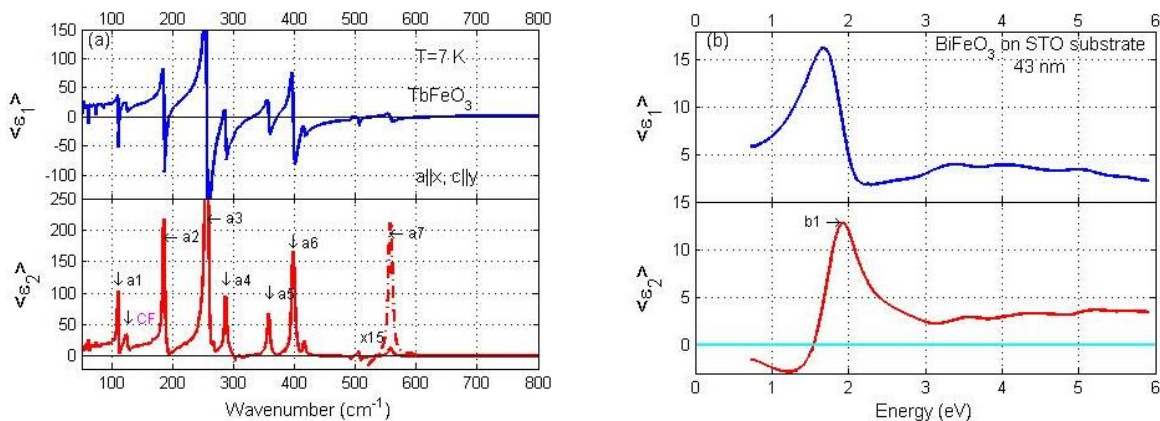 100 200 300 400 500 600 700 800
150
(a)
100
T=7 K
50
TbFeO3
0
<ε1>
-50
-100
a||x, c||y
250
a3
200
a2
a7
a6
150
<ε2>
100
a1
a4
50
CF
a5
x15
0
100 200 300 400 500 600 700 800
Wavenumber (cm-1)
0 1 2 3 4 5 6
(b)
BiFeO3 on STO substrate
43 nm
15
<ε1>
10
5
15
b1
10
<ε2>
5
0
0 1 2 3 4 5 6
Energy (eV)